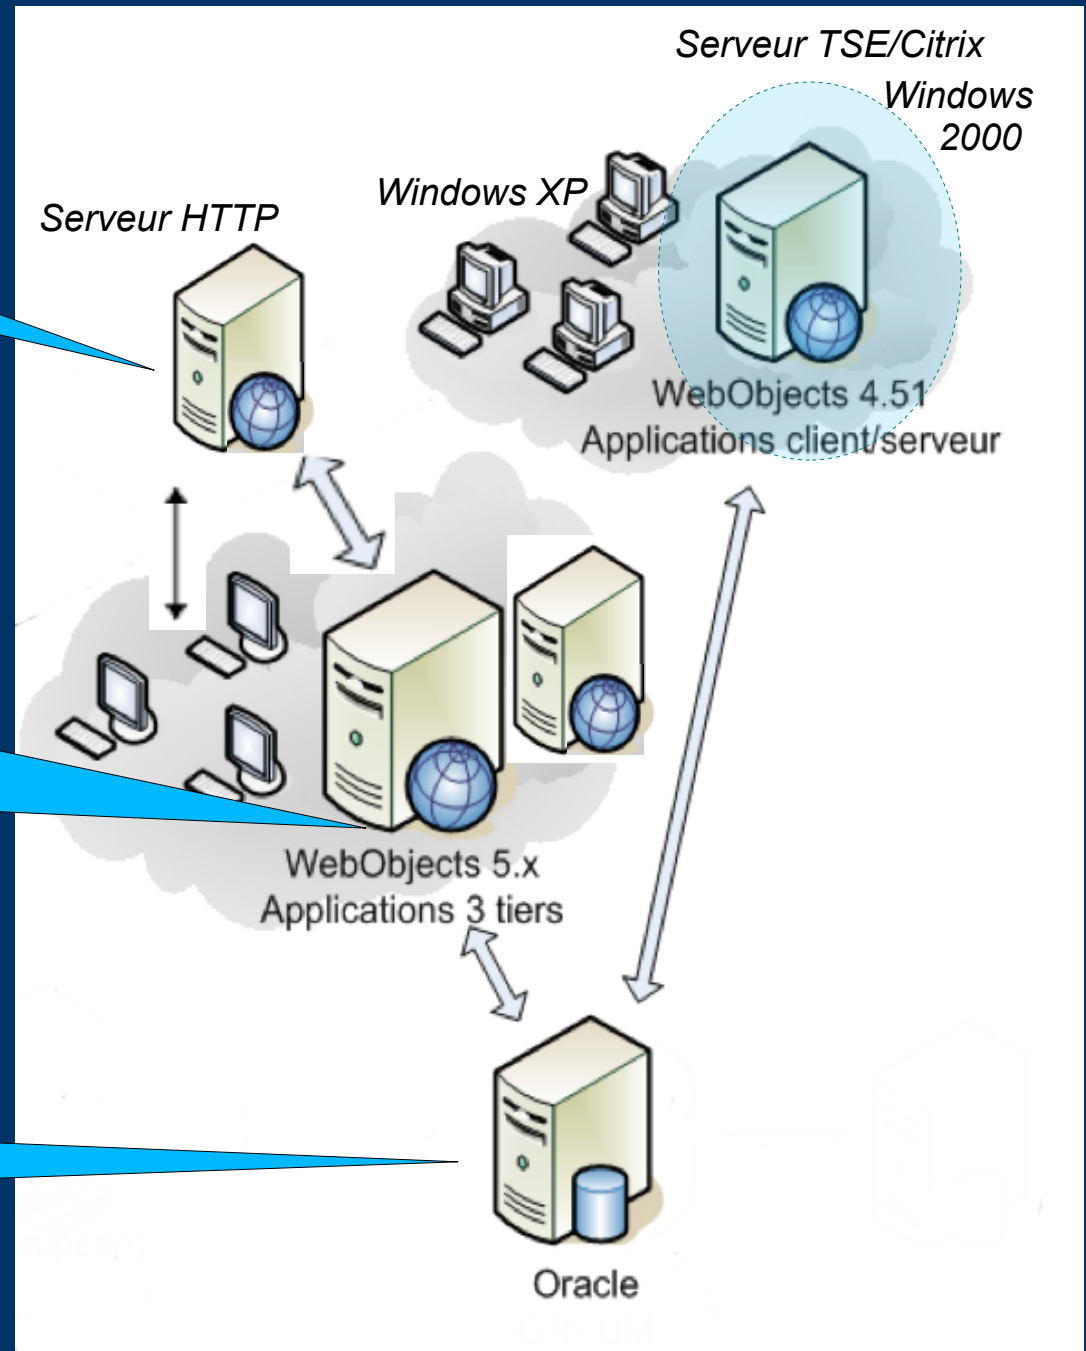 Serveur TSE/Citrix
Windows
2000
Windows XP
Serveur HTTP
WebObjects 4.51
Applications client/serveur
WebObjects 5.x
Applications 3 tiers
Oracle